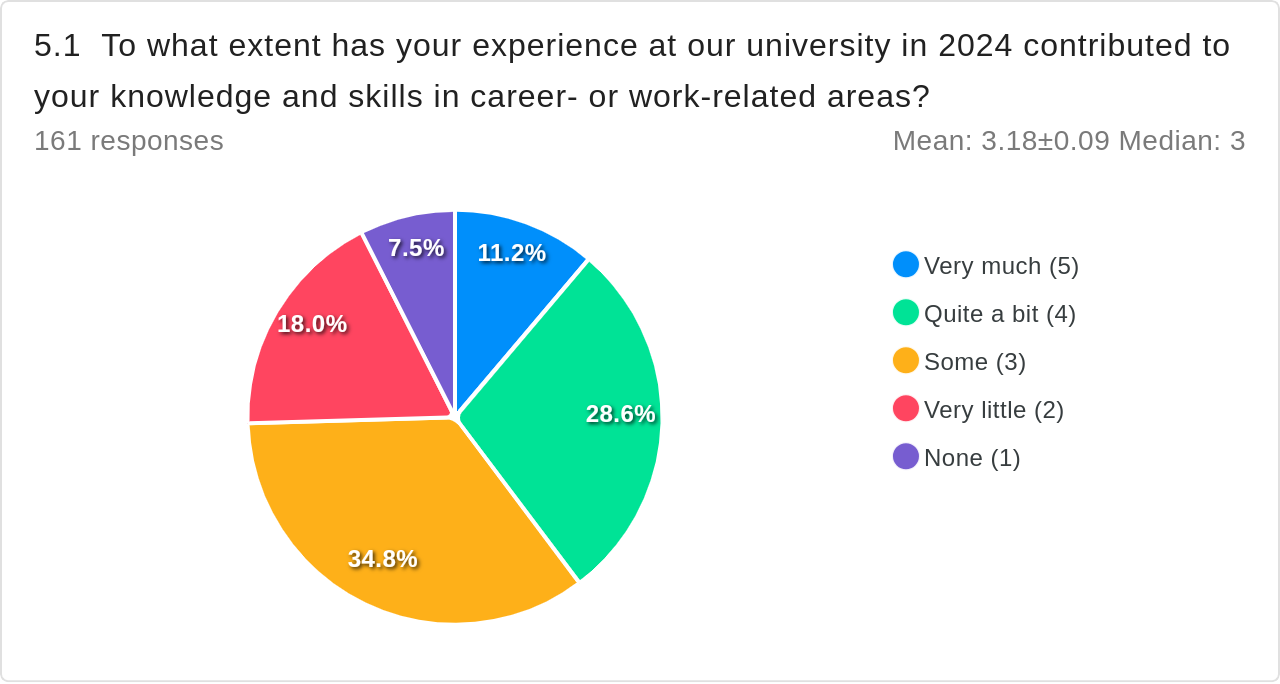 5.1 To what extent has your experience at our university in 2024 contributed to
your knowledge and skills in career- or work-related areas?
161 responses
Mean: 3.18±0.09 Median: 3
7.5%
11.2%
18.0%
28.6%
34.8%
Very much (5)
Quite a bit (4)
Some (3)
Very little (2)
None (1)